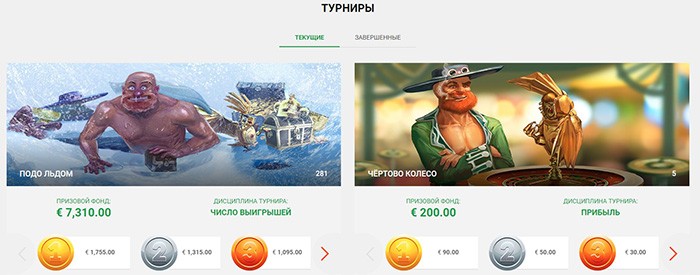 ТУРНИРЫ
ТЕКУЩИЕ ЗАВЕРШЕННЫЕ
ПОДО ЛЬДОМ 281
ПРИЗОВОЙ ФОНД: ДИСЦИПЛИНА ТУРНИРА:
€ 7,310.00 ЧИСЛО ВЫИГРЫШЕЙ
1 € 1,755.00 2 € 1,315.00 3 € 1,095.00
ЧЁРТОВО КОЛЕСО 5
ПРИЗОВОЙ ФОНД: ДИСЦИПЛИНА ТУРНИРА:
€ 200.00 ПРИБЫЛЬ
1 € 90.00 2 € 50.00 3 € 30.00